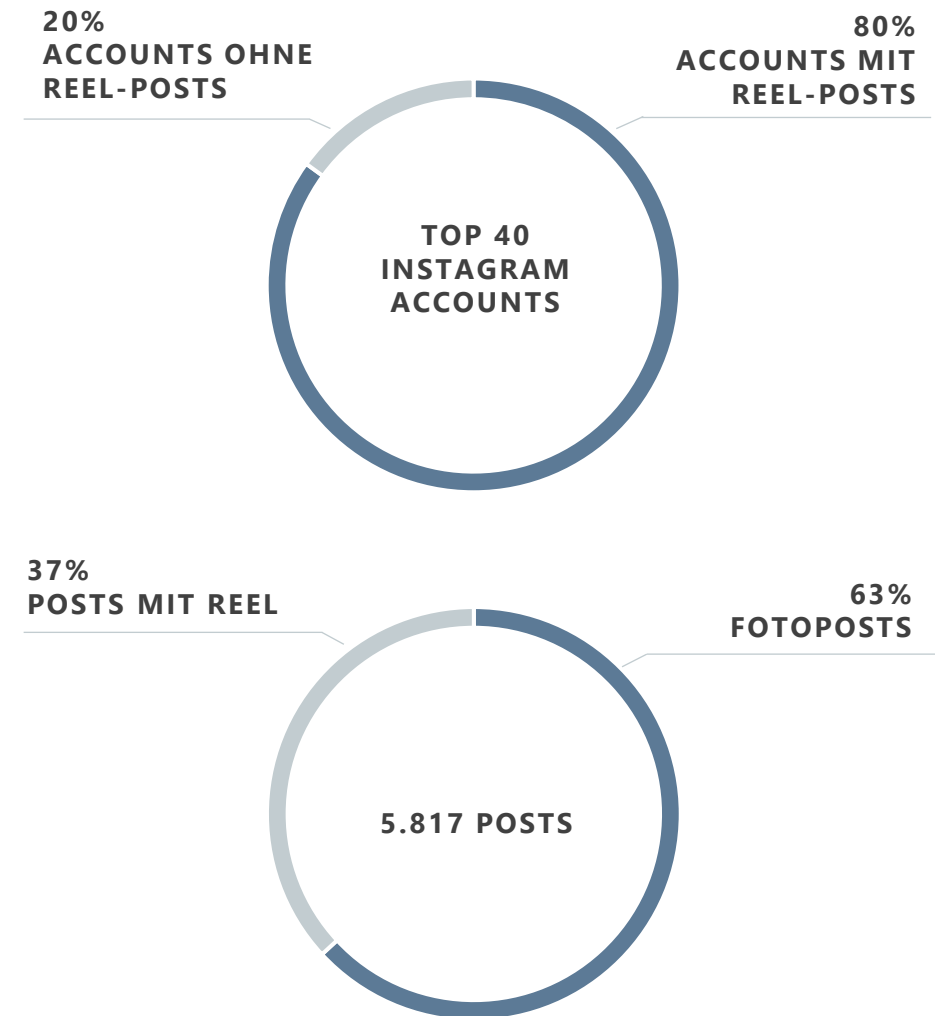 20%
ACCOUNTS OHNE
REEL-POSTS
80%
ACCOUNTS MIT
REEL-POSTS
TOP 40
INSTAGRAM
ACCOUNTS
37%
POSTS MIT REEL
63%
FOTOPOSTS
5.817 POSTS